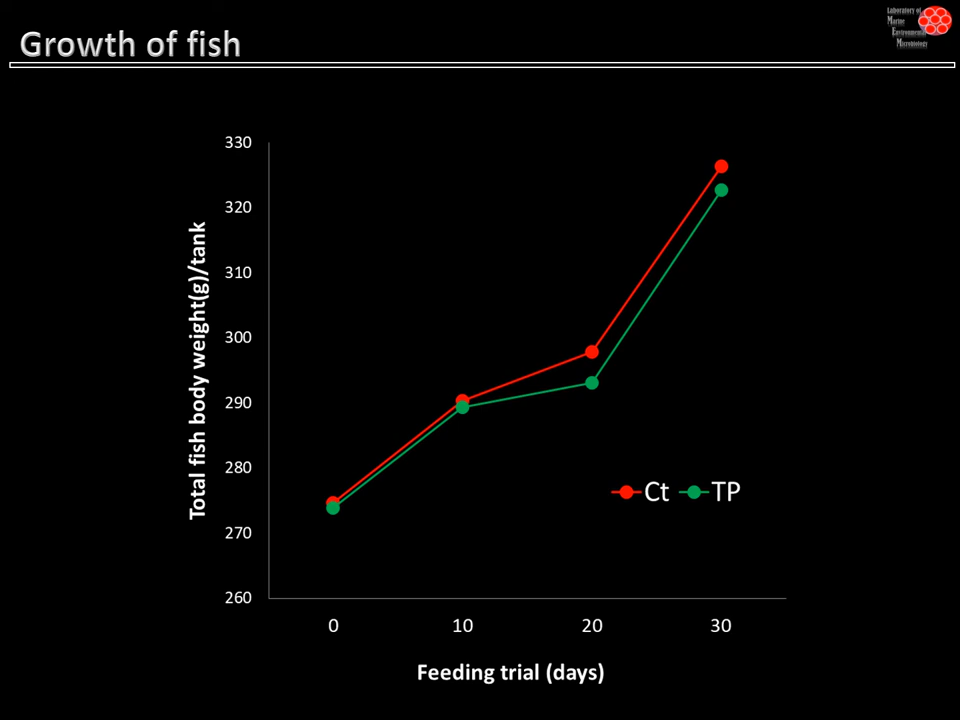 Growth of fish
Laboratory of
Marine
Environmental
Microbiology
330
320
310
300
290
280
270
260
Total fish body weight(g)/tank
Ct
TP
0
10
20
30
Feeding trial (days)